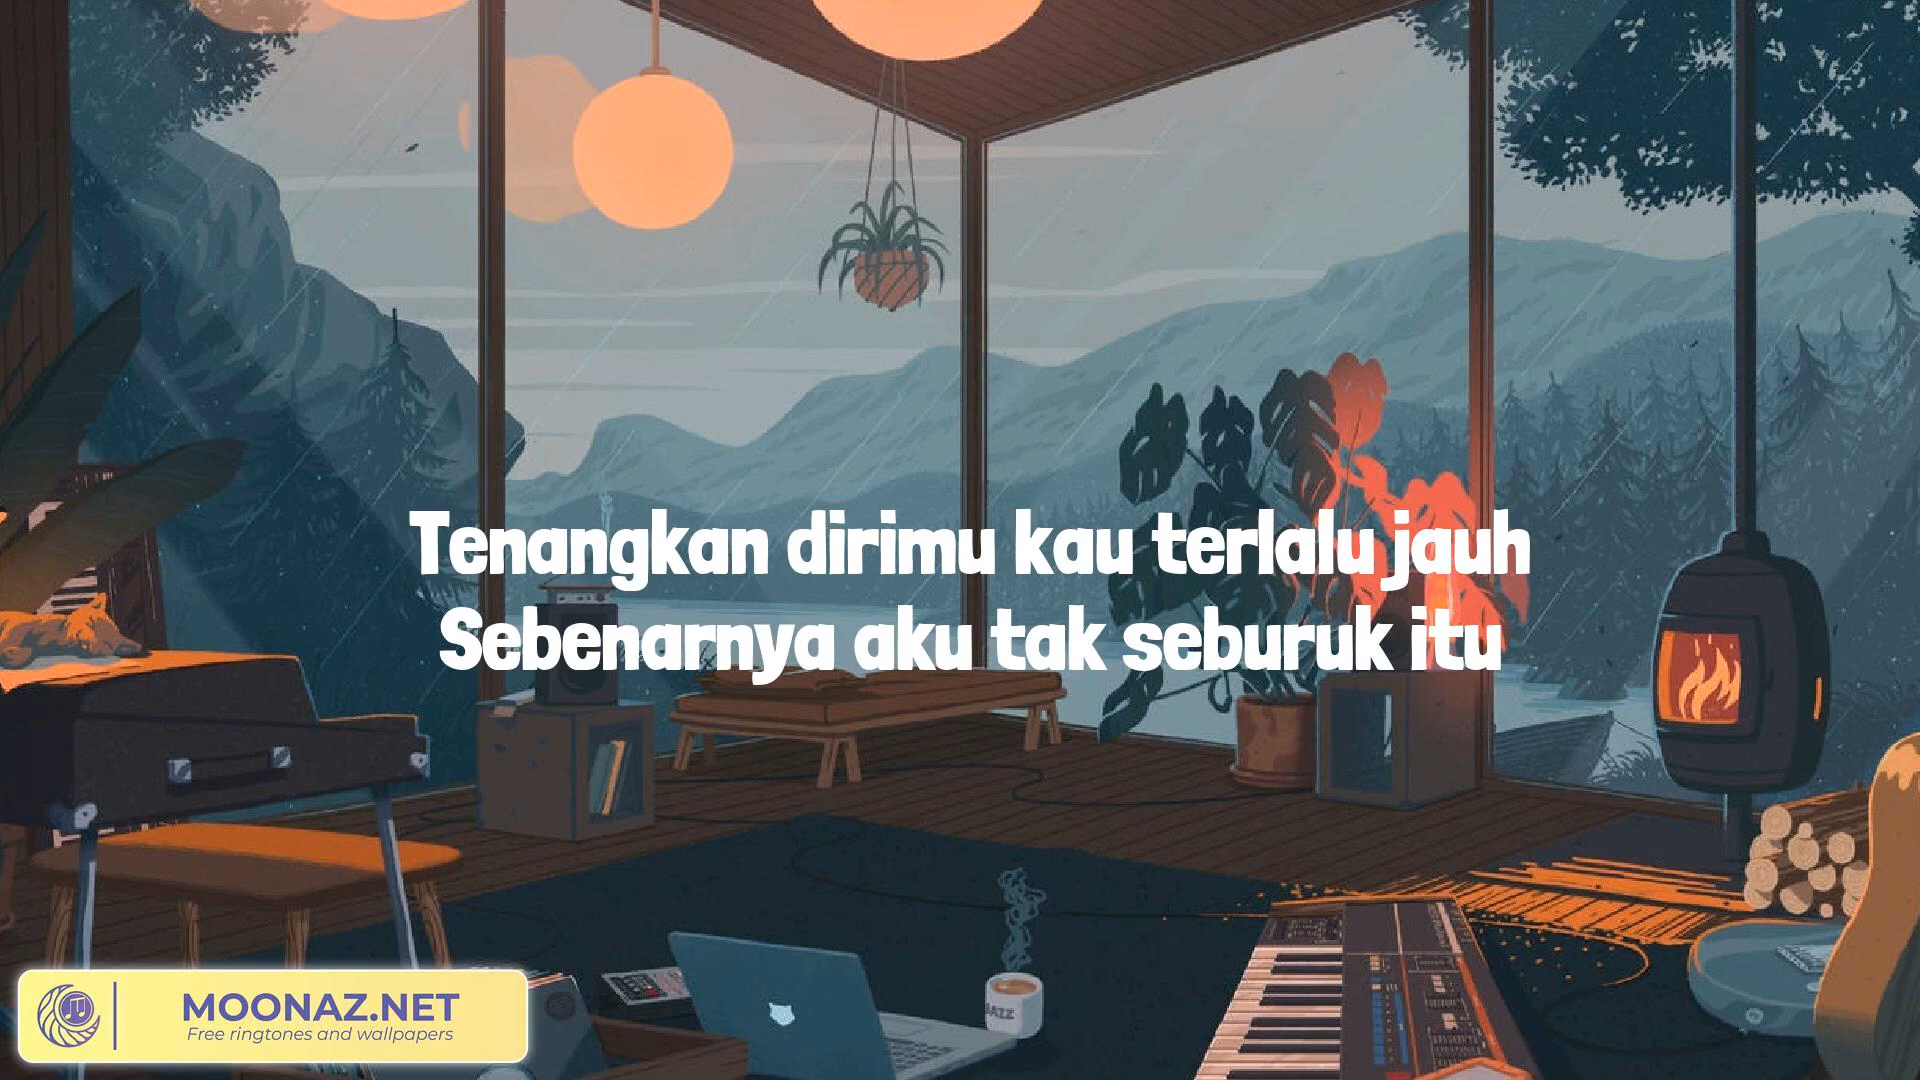 Tenangkan dirimu kau terlalu jauh
Sebenarnya aku tak seburuk itu
MOONAZ.NET
Free ringtones and wallpapers